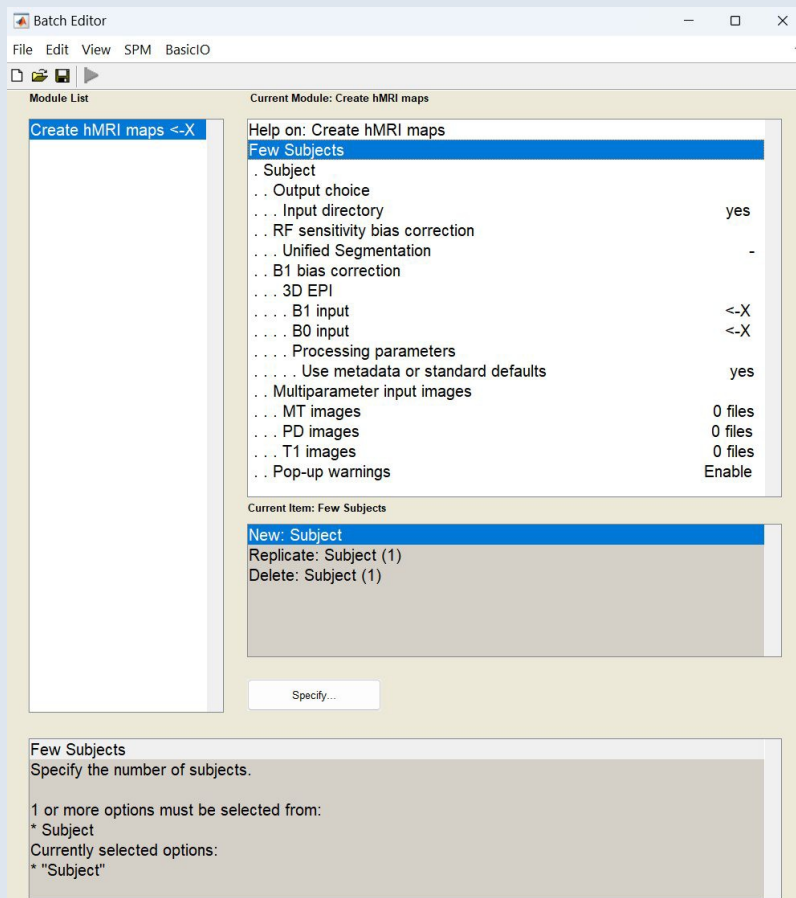 Batch Editor
File Edit View SPM BasicIO
Module List
Current Module: Create hMRI maps
Create hMRI maps <-X
Help on: Create hMRI maps
Few Subjects
. Subject
. . Output choice
. . . Input directory yes
. . RF sensitivity bias correction
. . . Unified Segmentation -
. . B1 bias correction
. . . 3D EPI
. . . . B1 input <-X
. . . . B0 input <-X
. . . . Processing parameters
. . . . . Use metadata or standard defaults yes
. . Multiparameter input images
. . . MT images 0 files
. . . PD images 0 files
. . . T1 images 0 files
. . Pop-up warnings Enable
Current Item: Few Subjects
New: Subject
Replicate: Subject (1)
Delete: Subject (1)
Specify...
Few Subjects
Specify the number of subjects.
1 or more options must be selected from:
* Subject
Currently selected options:
* "Subject"